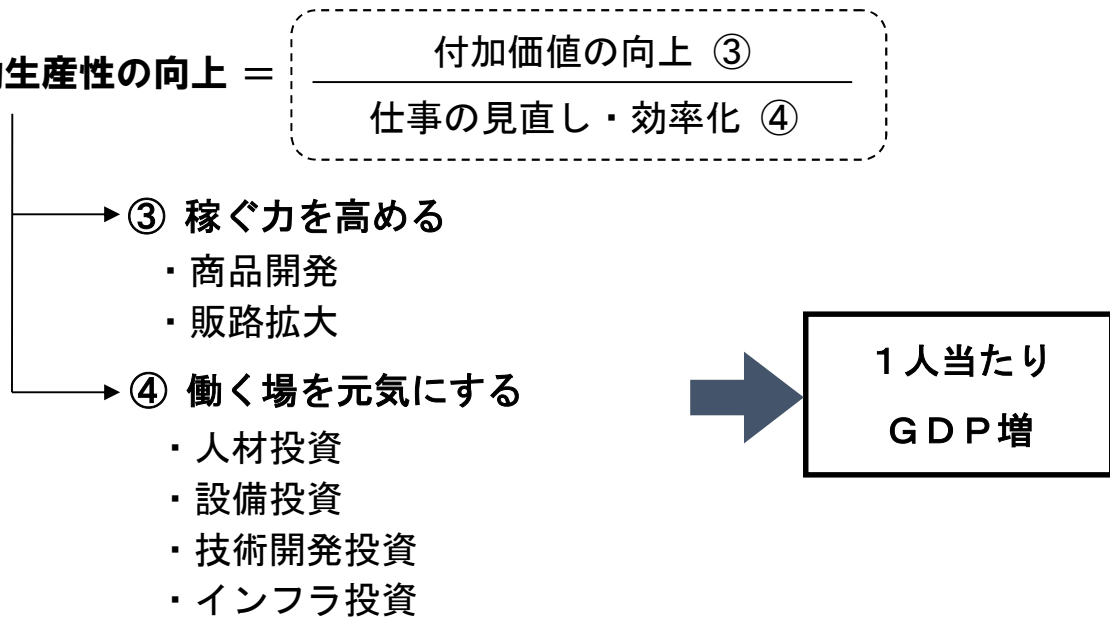 生産性の向上 ＝
付加価値の向上 ③
仕事の見直し・効率化 ④
③ 稼ぐ力を高める
・商品開発
・販路拡大
④ 働く場を元気にする
・人材投資
・設備投資
・技術開発投資
・インフラ投資
１人当たり
ＧＤＰ増